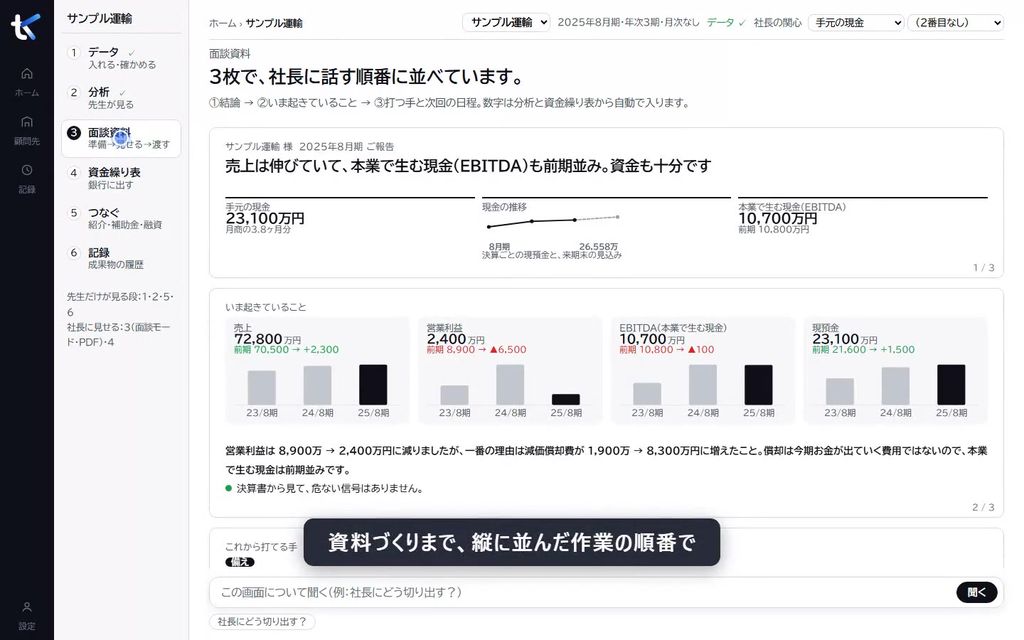 ホーム
顧問先
記録
設定
サンプル運輸
1 データ ✓
入れる・確かめる
2 分析 ✓
先生が見る
3 面談資料
準備→見せる→渡す
4 資金繰り表
銀行に出す
5 つなぐ
紹介・補助金・融資
6 記録
成果物の履歴
先生だけが見る段:1・2・5・
6
社長に見せる:3(面談モー
ド・PDF)・4
ホーム › サンプル運輸
サンプル運輸 2025年8月期・年次3期・月次なし データ ✓ 社長の関心 手元の現金 (2番目なし)
面談資料
3枚で、社長に話す順番に並べています。
①結論 → ②いま起きていること → ③打つ手と次回の日程。数字は分析と資金繰り表から自動で入ります。
サンプル運輸 様 2025年8月期 ご報告
売上は伸びていて、本業で生む現金(EBITDA)も前期並み。資金も十分です
手元の現金
23,100万円
月商の3.8ヶ月分
現金の推移
8月期 26,558万
決算ごとの現預金と、来期末の見込み
本業で生む現金(EBITDA)
10,700万円
前期 10,800万円
1 / 3
いま起きていること
売上
72,800 万円
前期 70,500 → +2,300
23/8期 24/8期 25/8期
営業利益
2,400 万円
前期 8,900 → ▲6,500
23/8期 24/8期 25/8期
EBITDA(本業で生む現金)
10,700 万円
前期 10,800 → ▲100
23/8期 24/8期 25/8期
現預金
23,100 万円
前期 21,600 → +1,500
23/8期 24/8期 25/8期
営業利益は 8,900万 → 2,400万円に減りましたが、一番の理由は減価償却費が 1,900万 → 8,300万円に増えたこと。償却は今期お金が出ていく費用ではないので、本業
で生む現金は前期並みです。
決算書から見て、危ない信号はありません。
2 / 3
これから打てる手
備え
資料づくりまで、縦に並んだ作業の順番で
この画面について聞く(例:社長にどう切り出す?)
聞く
社長にどう切り出す?